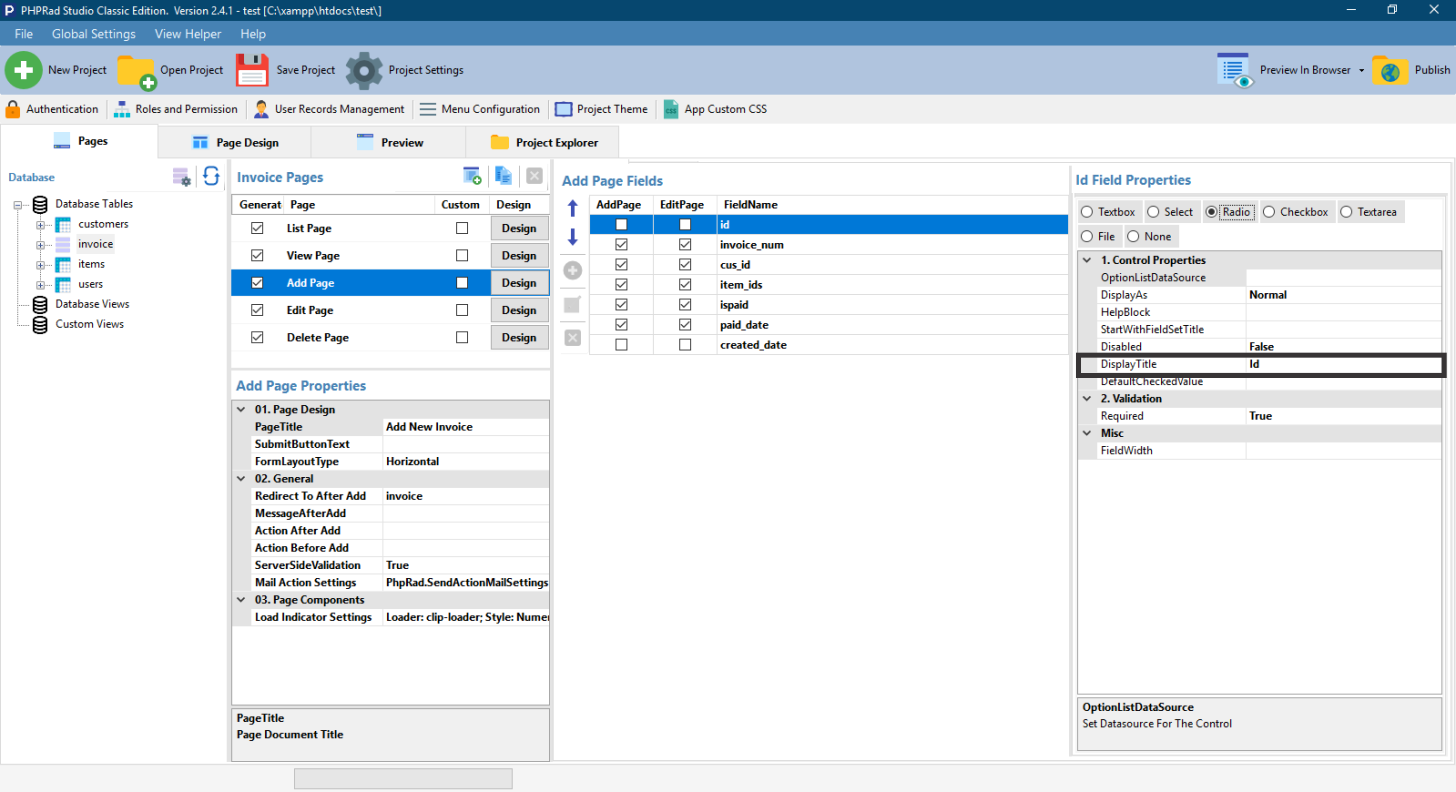 PHPRad Studio Classic Edition. Version 2.4.1 - test [C:\xampp\htdocs\test\]
File Global Settings View Helper Help
New Project Open Project Save Project Project Settings Preview In Browser Publish
Authentication Roles and Permission User Records Management Menu Configuration Project Theme App Custom CSS
Pages Page Design Preview Project Explorer
Database
Database Tables
customers
invoice
items
users
Database Views
Custom Views
Invoice Pages
Generat Page Custom Design
List Page Design
View Page Design
Add Page Design
Edit Page Design
Delete Page Design
Add Page Properties
01. Page Design
PageTitle Add New Invoice
SubmitButtonText
FormLayoutType Horizontal
02. General
Redirect To After Add invoice
MessageAfterAdd
Action After Add
Action Before Add
ServerSideValidation True
Mail Action Settings PhpRad.SendActionMailSettings
03. Page Components
Load Indicator Settings Loader: clip-loader; Style: Numer
PageTitle
Page Document Title
Add Page Fields
AddPage EditPage FieldName
id
invoice_num
cus_id
item_ids
ispaid
paid_date
created_date
Id Field Properties
Textbox Select Radio Checkbox Textarea
File None
1. Control Properties
OptionListDataSource
DisplayAs Normal
HelpBlock
StartWithFieldSetTitle
Disabled False
DisplayTitle Id
DefaultCheckedValue
2. Validation
Required True
Misc
FieldWidth
OptionListDataSource
Set Datasource For The Control